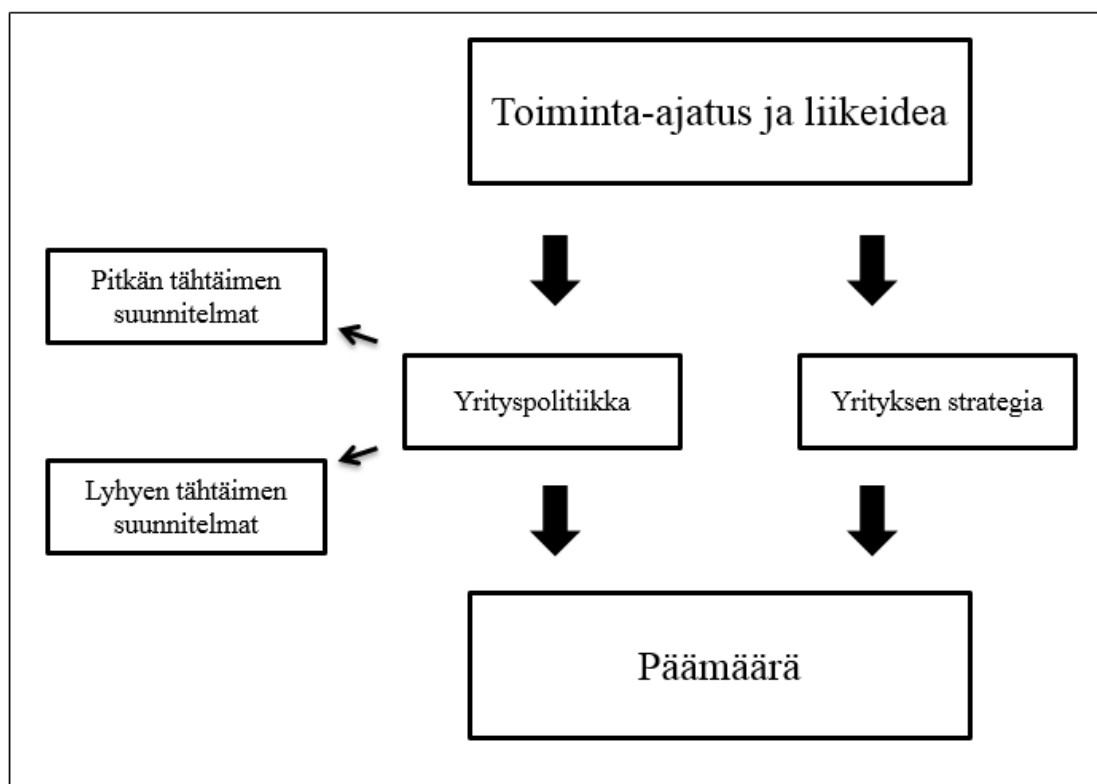 Toiminta-ajatus ja liikeidea
Pitkän tähtäimen
suunnitelmat
Yrityspolitiikka
Yrityksen strategia
Lyhyen tähtäimen
suunnitelmat
Päämäärä